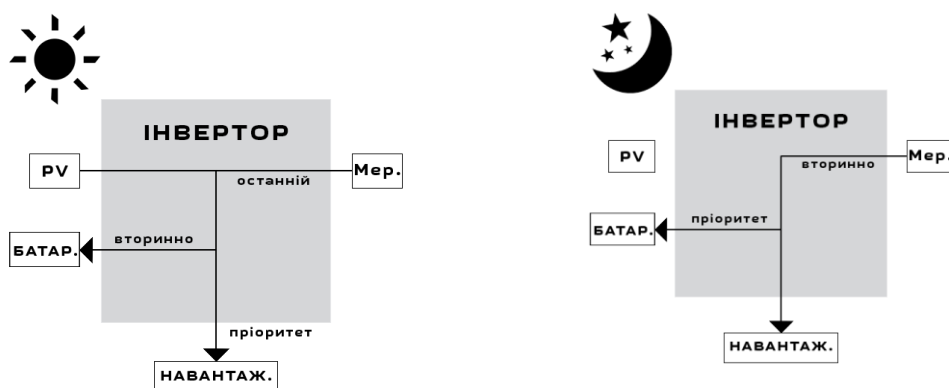 ІНВЕРТОР
PV
Мер.
останній
вторинно
БАТАР.
пріоритет
НАВАНТАЖ.
ІНВЕРТОР
PV
Мер.
вторинно
пріоритет
БАТАР.
НАВАНТАЖ.